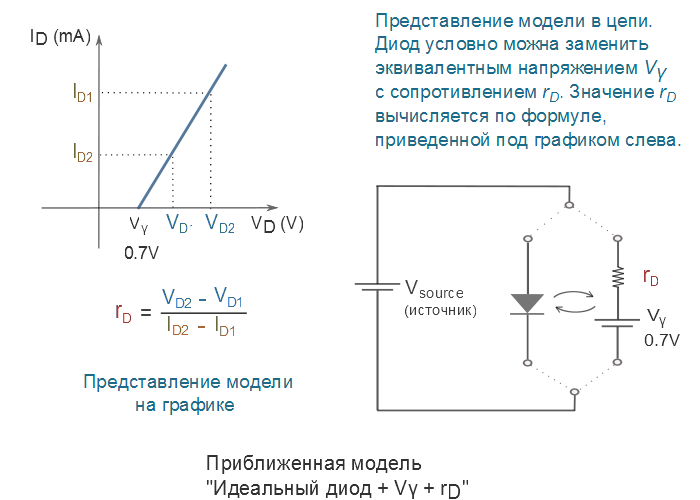 I_D (mA)
I_D1
I_D2
V_γ
V_D·
V_D2
V_D (V)
0.7V
r_D = V_D2 - V_D1
I_D2 - I_D1
Представление модели
на графике
Представление модели в цепи.
Диод условно можно заменить
эквивалентным напряжением Vγ
с сопротивлением r_D. Значение r_D
вычисляется по формуле,
приведенной под графиком слева.
V_source
(источник)
r_D
V_γ
0.7V
Приближенная модель
"Идеальный диод + Vγ + r_D"